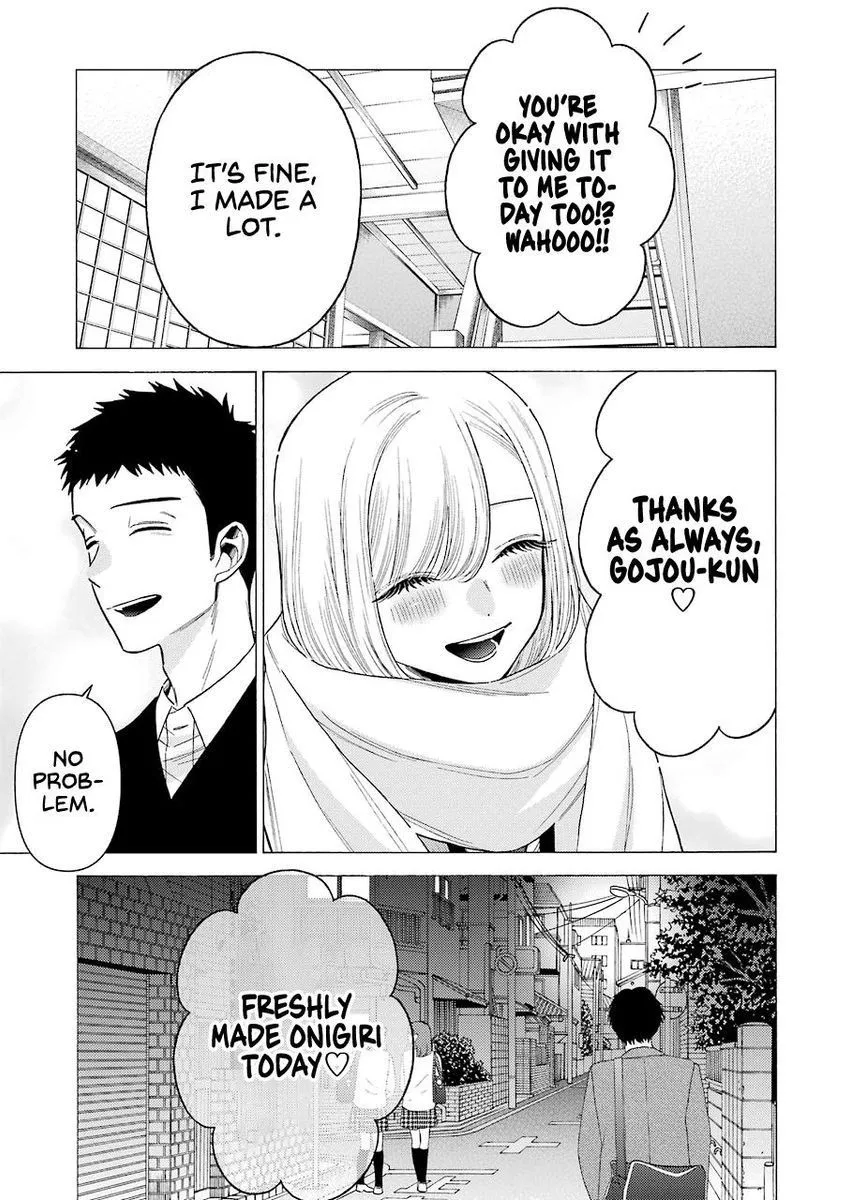 YOU'RE
OKAY WITH
GIVING IT
TO ME TO-
DAY TOO!?
WAHOOO!!
IT'S FINE,
I MADE A
LOT.
THANKS
AS ALWAYS,
GOJOU-KUN
♡
NO
PROB-
LEM.
FRESHLY
MADE ONIGIRI
TODAY♡